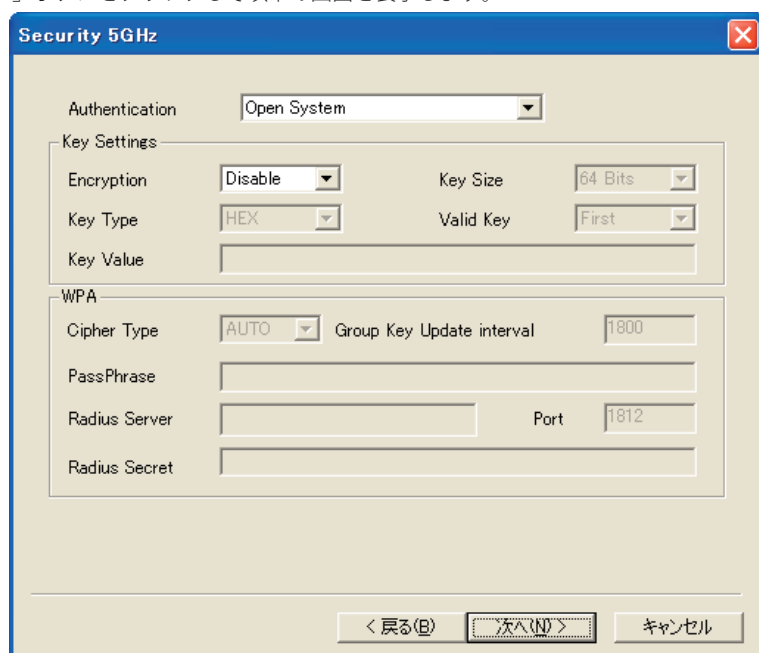 Security 5GHz
Authentication Open System
Key Settings
Encryption Disable Key Size 64 Bits
Key Type HEX Valid Key First
Key Value
WPA
Cipher Type AUTO Group Key Update interval 1800
PassPhrase
Radius Server Port 1812
Radius Secret
< 戻る(B) 次へ(N) > キャンセル